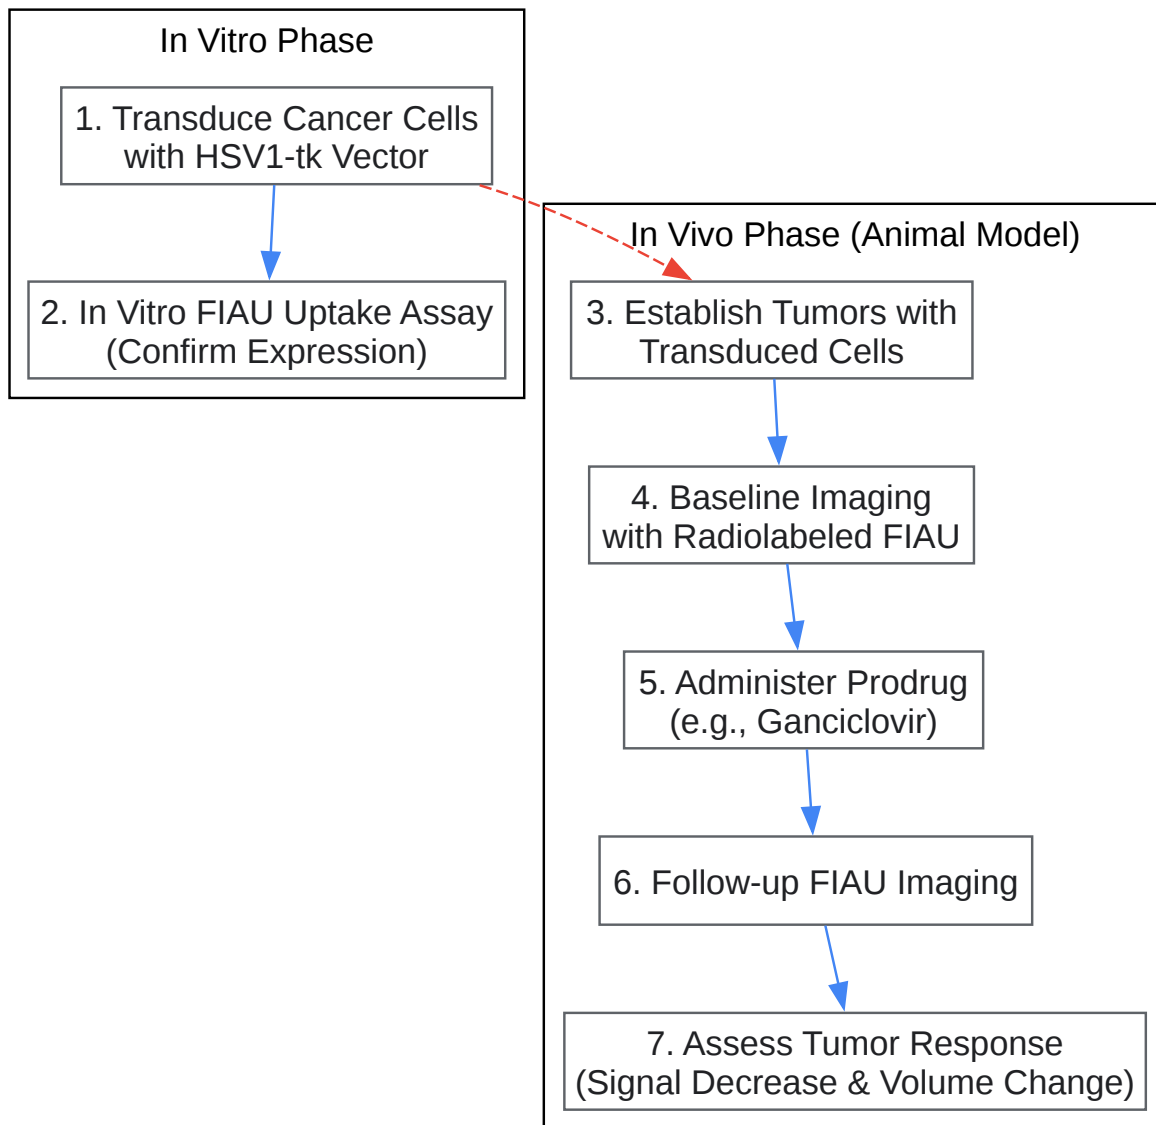 In Vitro Phase
1. Transduce Cancer Cells
with HSV1-tk Vector
2. In Vitro FIAU Uptake Assay
(Confirm Expression)
In Vivo Phase (Animal Model)
3. Establish Tumors with
Transduced Cells
4. Baseline Imaging
with Radiolabeled FIAU
5. Administer Prodrug
(e.g., Ganciclovir)
6. Follow-up FIAU Imaging
7. Assess Tumor Response
(Signal Decrease & Volume Change)